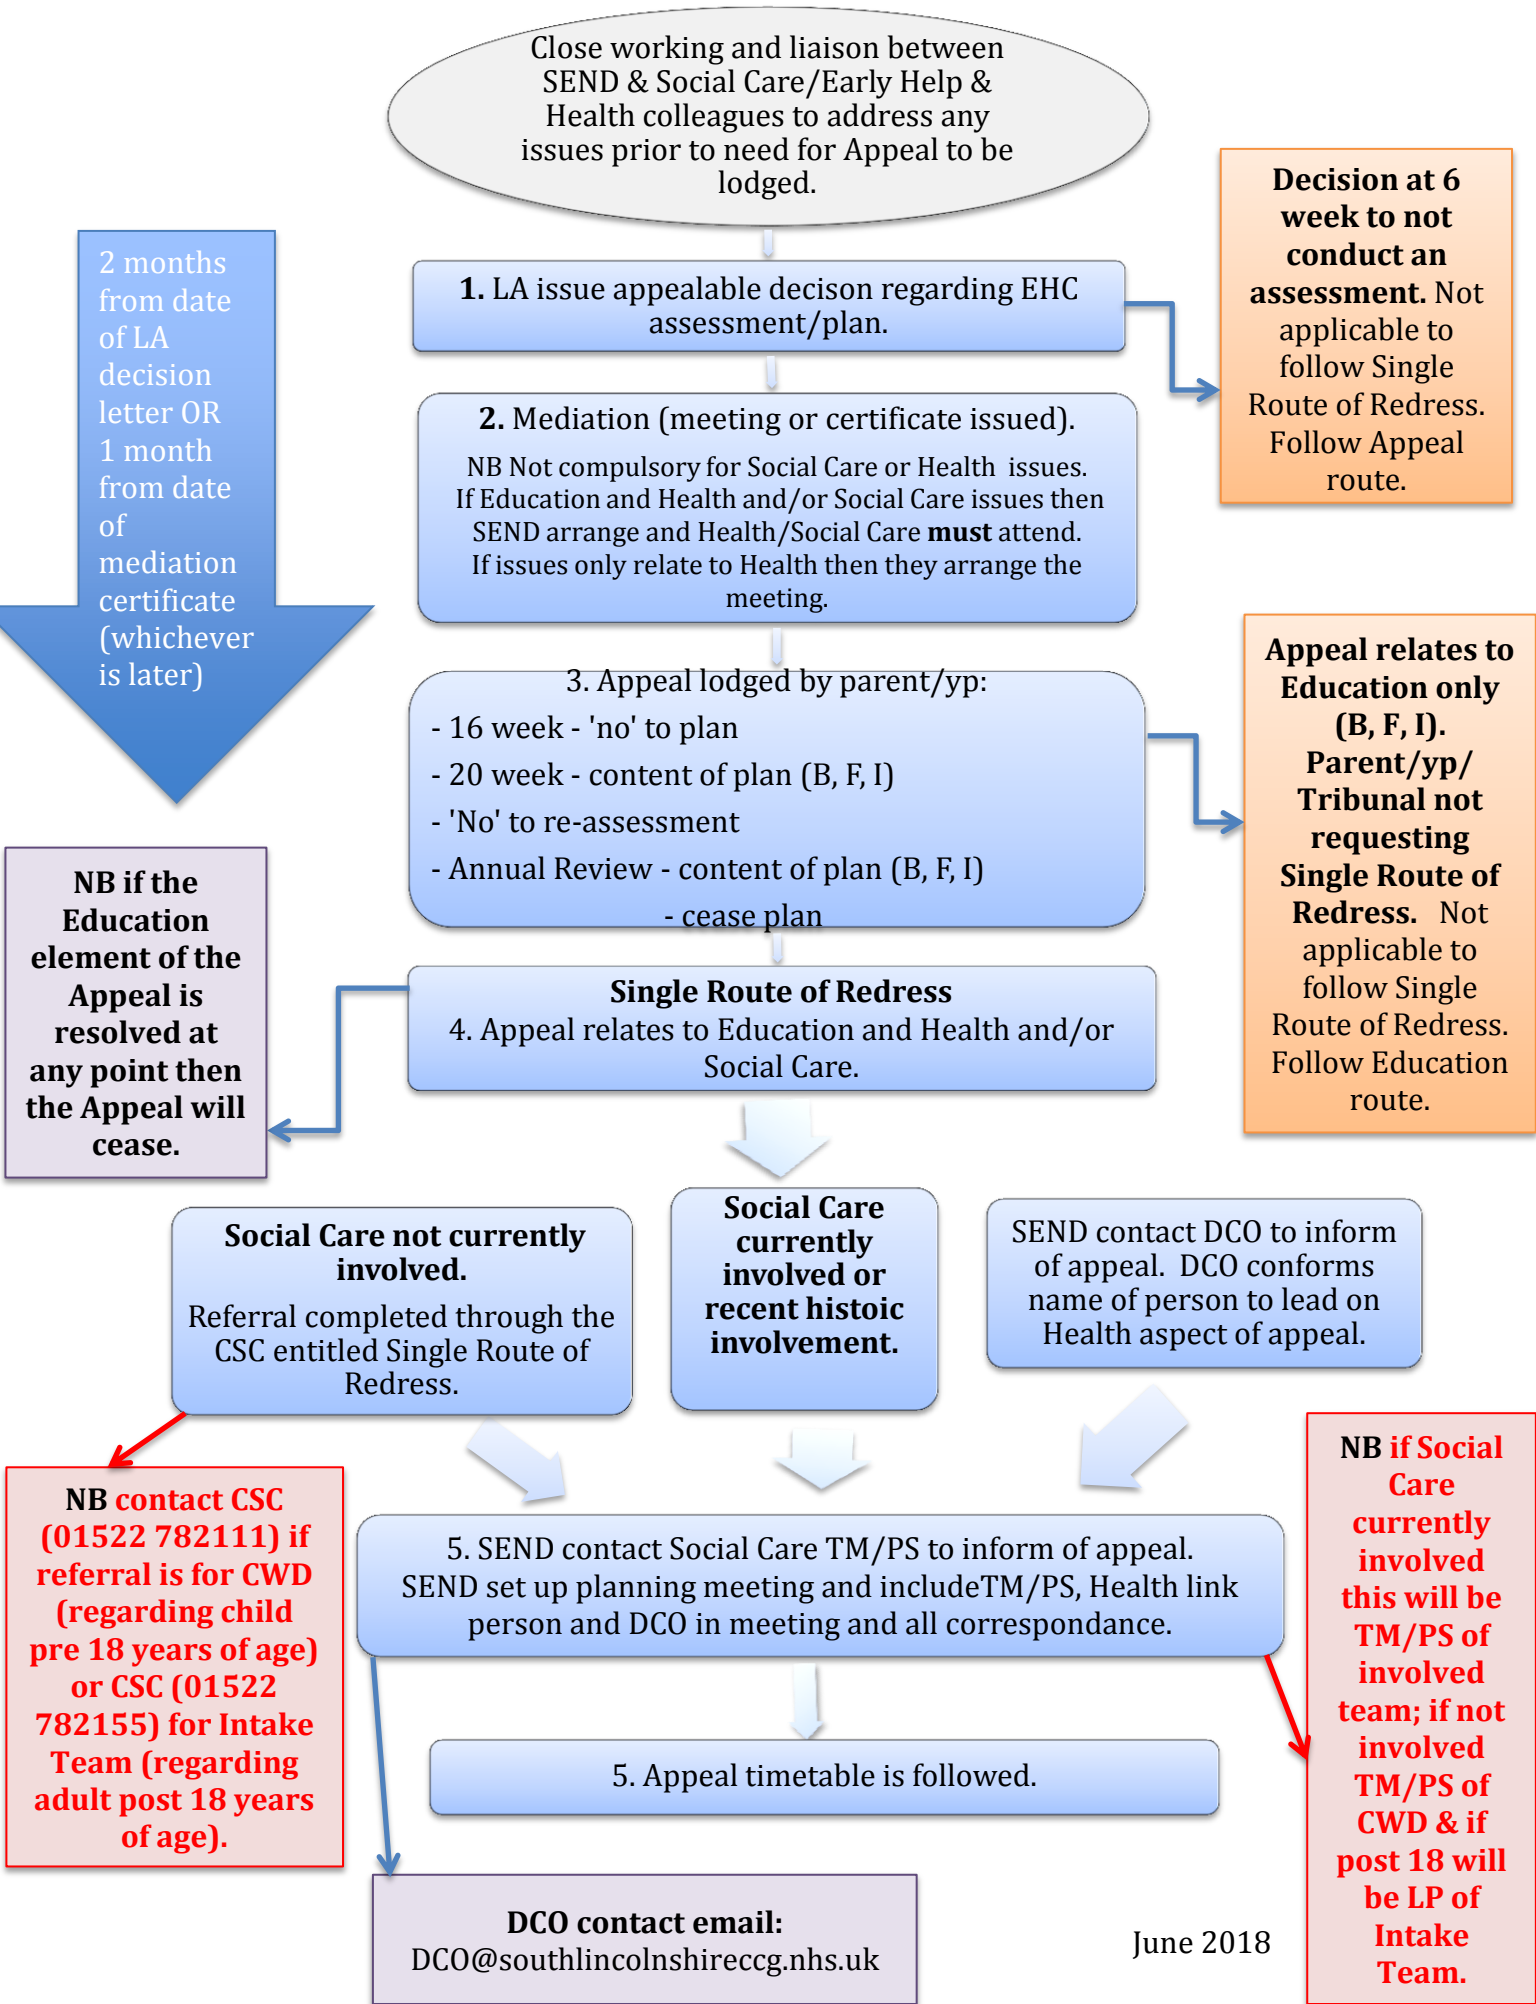 Close working and liaison between
SEND & Social Care/Early Help &
Health colleagues to address any
issues prior to need for Appeal to be
lodged.
Decision at 6
week to not
conduct an
assessment. Not
applicable to
follow Single
Route of Redress.
Follow Appeal
route.
2 months
from date
of LA
decision
letter OR
1 month
from date
of
mediation
certificate
(whichever
is later)
1. LA issue appealable decison regarding EHC
assessment/plan.
2. Mediation (meeting or certificate issued).
NB Not compulsory for Social Care or Health issues.
If Education and Health and/or Social Care issues then
SEND arrange and Health/Social Care must attend.
If issues only relate to Health then they arrange the
meeting.
3. Appeal lodged by parent/yp:
- 16 week - 'no' to plan
- 20 week - content of plan (B, F, I)
- 'No' to re-assessment
- Annual Review - content of plan (B, F, I)
- cease plan
Appeal relates to
Education only
(B, F, I).
Parent/yp/
Tribunal not
requesting
Single Route of
Redress. Not
applicable to
follow Single
Route of Redress.
Follow Education
route.
NB if the
Education
element of the
Appeal is
resolved at
any point then
the Appeal will
cease.
Single Route of Redress
4. Appeal relates to Education and Health and/or
Social Care.
Social Care not currently
involved.
Referral completed through the
CSC entitled Single Route of
Redress.
Social Care
currently
involved or
recent histoic
involvement.
SEND contact DCO to inform
of appeal. DCO conforms
name of person to lead on
Health aspect of appeal.
NB contact CSC
(01522 782111) if
referral is for CWD
(regarding child
pre 18 years of age)
or CSC (01522
782155) for Intake
Team (regarding
adult post 18 years
of age).
5. SEND contact Social Care TM/PS to inform of appeal.
SEND set up planning meeting and includeTM/PS, Health link
person and DCO in meeting and all correspondance.
NB if Social
Care
currently
involved
this will be
TM/PS of
involved
team; if not
involved
TM/PS of
CWD & if
post 18 will
be LP of
Intake
Team.
5. Appeal timetable is followed.
DCO contact email:
DCO@southlincolnshireccg.nhs.uk
June 2018